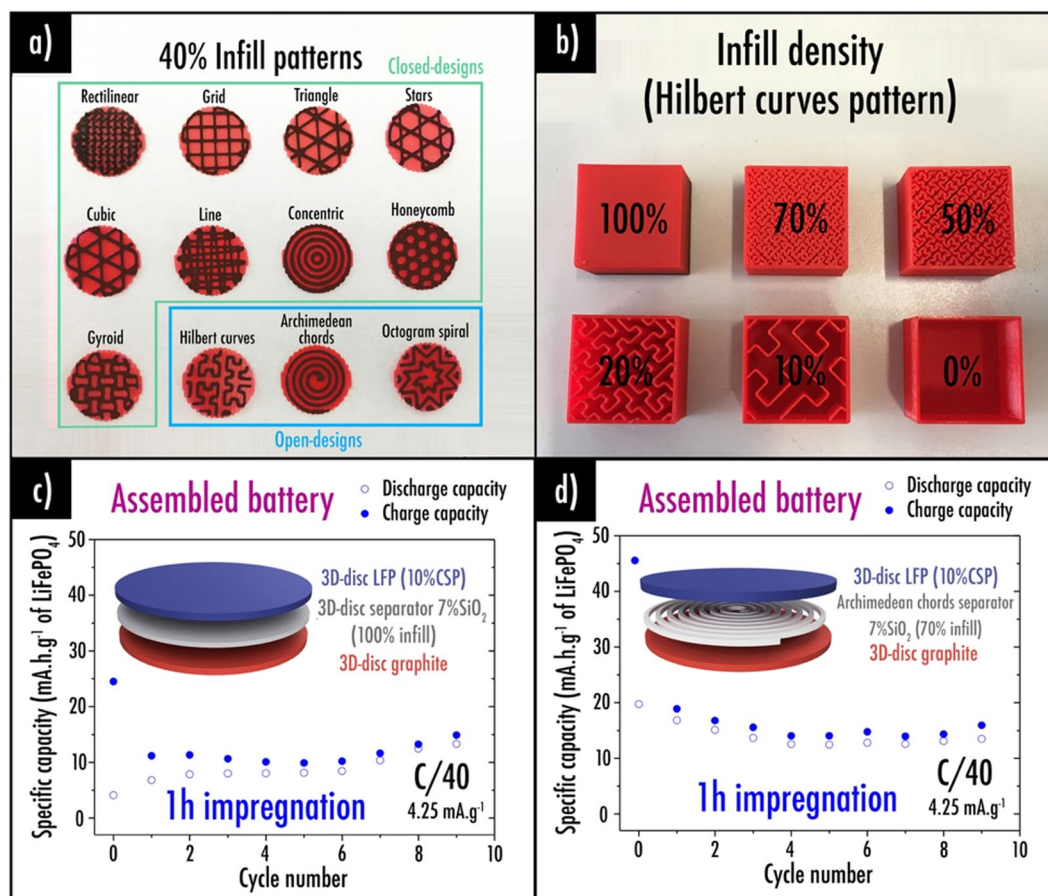 a)
40% Infill patterns
Closed-designs
Rectilinear
Grid
Triangle
Stars
Cubic
Line
Concentric
Honeycomb
Gyroid
Hilbert curves
Archimedean
chords
Octogram spiral
Open-designs
b)
Infill density
(Hilbert curves pattern)
100%
70%
50%
20%
10%
0%
c)
Assembled battery
Discharge capacity
Charge capacity
Specific capacity (mA.h.g⁻¹ of LiFePO₄)
50
40
30
20
10
0
3D-disc LFP (10%CSP)
3D-disc separator 7%SiO₂
(100% infill)
3D-disc graphite
1h impregnation
C/40
4.25 mA.g⁻¹
0 2 4 6 8 10
Cycle number
d)
Assembled battery
Discharge capacity
Charge capacity
Specific capacity (mA.h.g⁻¹ of LiFePO₄)
50
40
30
20
10
0
3D-disc LFP (10%CSP)
Archimedean chords separator
7%SiO₂ (70% infill)
3D-disc graphite
1h impregnation
C/40
4.25 mA.g⁻¹
0 2 4 6 8 10
Cycle number